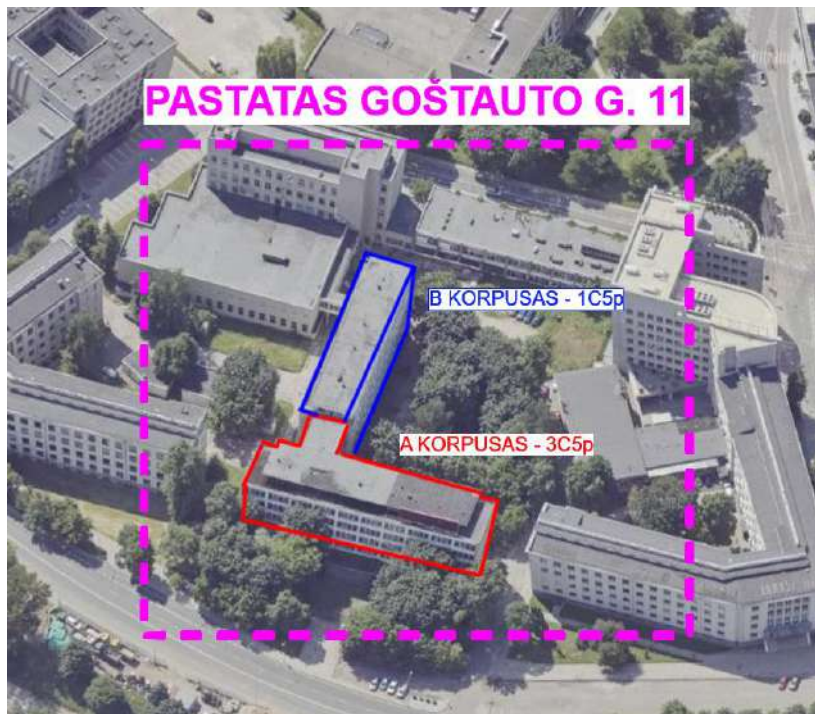 PASTATAS GOŠTAUTO G. 11
B KORPUSAS - 1C5p
A KORPUSAS - 3C5p